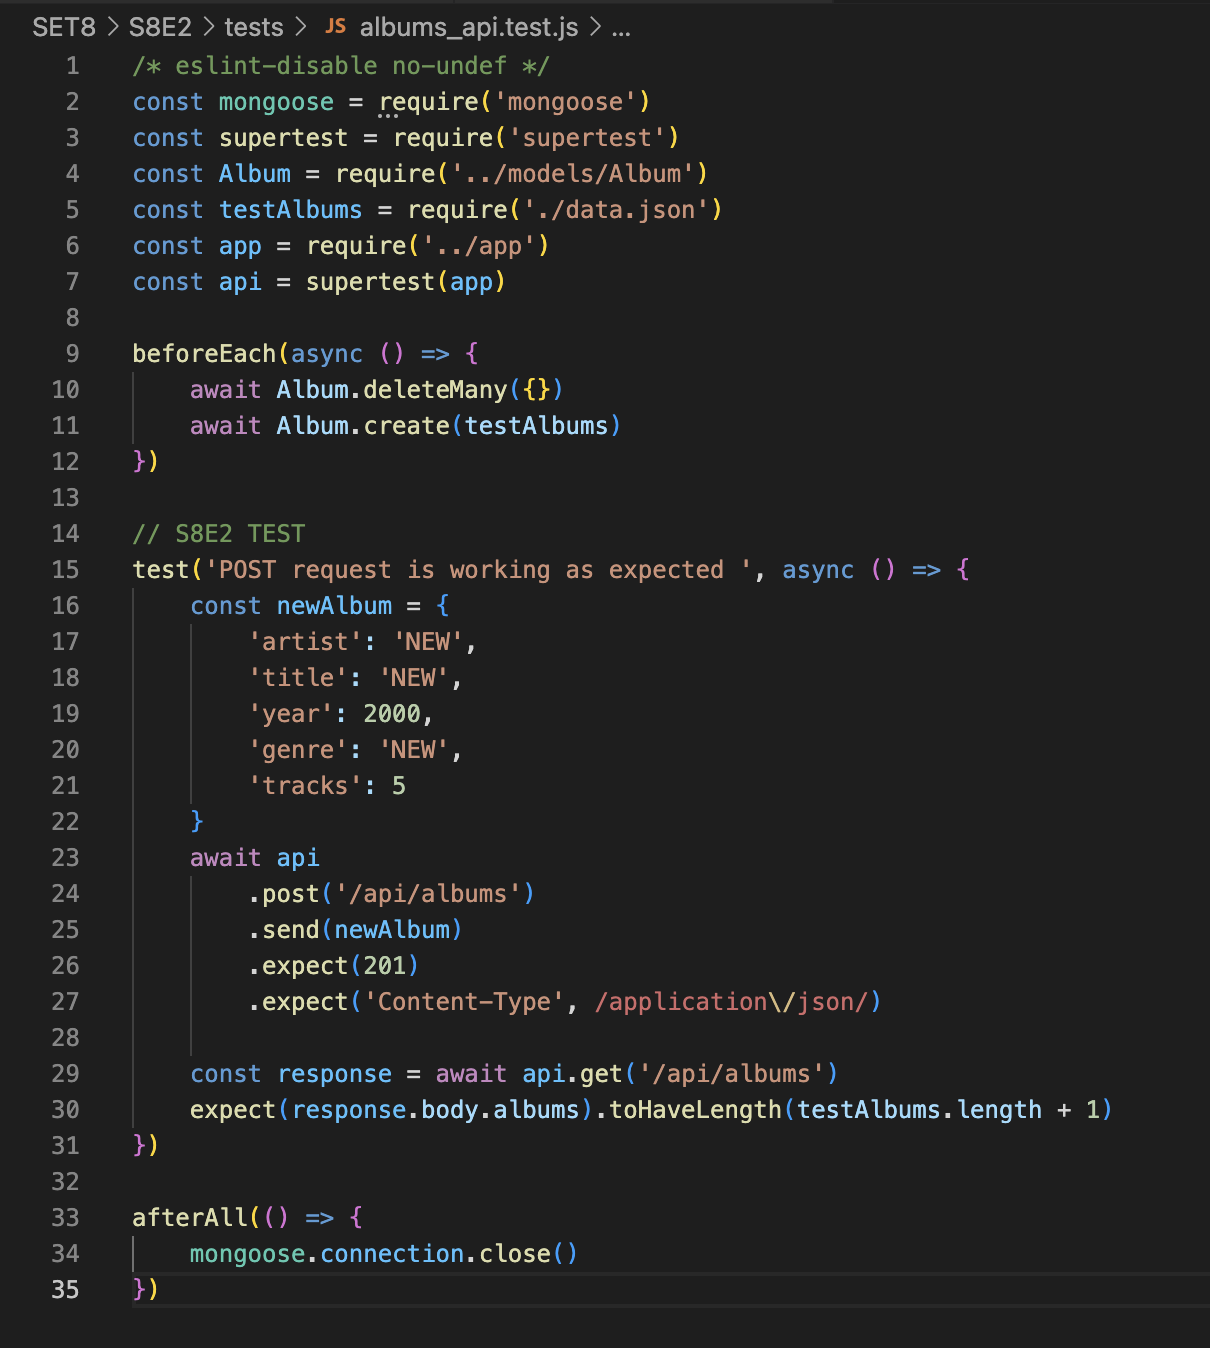 SET8 > S8E2 > tests > JS albums_api.test.js > ...
1 /* eslint-disable no-undef */
2 const mongoose = require('mongoose')
3 const supertest = require('supertest')
4 const Album = require('../models/Album')
5 const testAlbums = require('./data.json')
6 const app = require('../app')
7 const api = supertest(app)
8
9 beforeEach(async () => {
10     await Album.deleteMany({})
11     await Album.create(testAlbums)
12 })
13
14 // S8E2 TEST
15 test('POST request is working as expected ', async () => {
16     const newAlbum = {
17         'artist': 'NEW',
18         'title': 'NEW',
19         'year': 2000,
20         'genre': 'NEW',
21         'tracks': 5
22     }
23     await api
24         .post('/api/albums')
25         .send(newAlbum)
26         .expect(201)
27         .expect('Content-Type', /application\/json/)
28
29     const response = await api.get('/api/albums')
30     expect(response.body.albums).toHaveLength(testAlbums.length + 1)
31 })
32
33 afterAll(() => {
34     mongoose.connection.close()
35 })